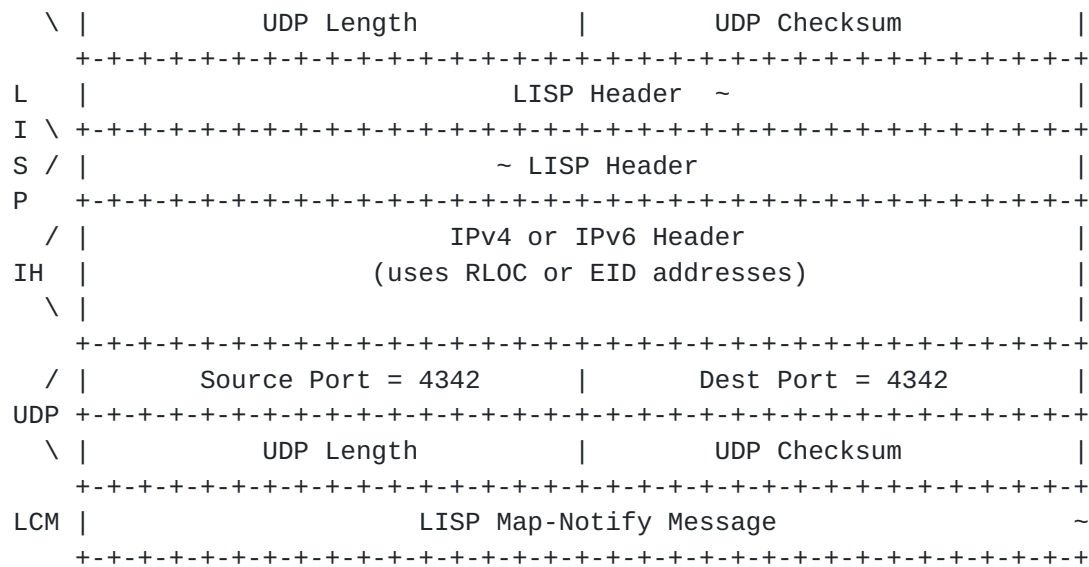 \ |           UDP Length          |        UDP Checksum           |
    +-+-+-+-+-+-+-+-+-+-+-+-+-+-+-+-+-+-+-+-+-+-+-+-+-+-+-+-+-+-+-+-+
L   |                           LISP Header  ~                      |
I \ +-+-+-+-+-+-+-+-+-+-+-+-+-+-+-+-+-+-+-+-+-+-+-+-+-+-+-+-+-+-+-+-+
S / |                          ~ LISP Header                        |
P   +-+-+-+-+-+-+-+-+-+-+-+-+-+-+-+-+-+-+-+-+-+-+-+-+-+-+-+-+-+-+-+-+
  / |                       IPv4 or IPv6 Header                     |
IH  |                  (uses RLOC or EID addresses)                 |
  \ |                                                               |
    +-+-+-+-+-+-+-+-+-+-+-+-+-+-+-+-+-+-+-+-+-+-+-+-+-+-+-+-+-+-+-+-+
  / |       Source Port = 4342      |       Dest Port = 4342        |
UDP +-+-+-+-+-+-+-+-+-+-+-+-+-+-+-+-+-+-+-+-+-+-+-+-+-+-+-+-+-+-+-+-+
  \ |           UDP Length          |        UDP Checksum           |
    +-+-+-+-+-+-+-+-+-+-+-+-+-+-+-+-+-+-+-+-+-+-+-+-+-+-+-+-+-+-+-+-+
LCM |                     LISP Map-Notify Message                   ~
    +-+-+-+-+-+-+-+-+-+-+-+-+-+-+-+-+-+-+-+-+-+-+-+-+-+-+-+-+-+-+-+-+